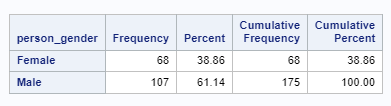 person_gender Frequency Percent Cumulative Frequency Cumulative Percent
Female 68 38.86 68 38.86
Male 107 61.14 175 100.00